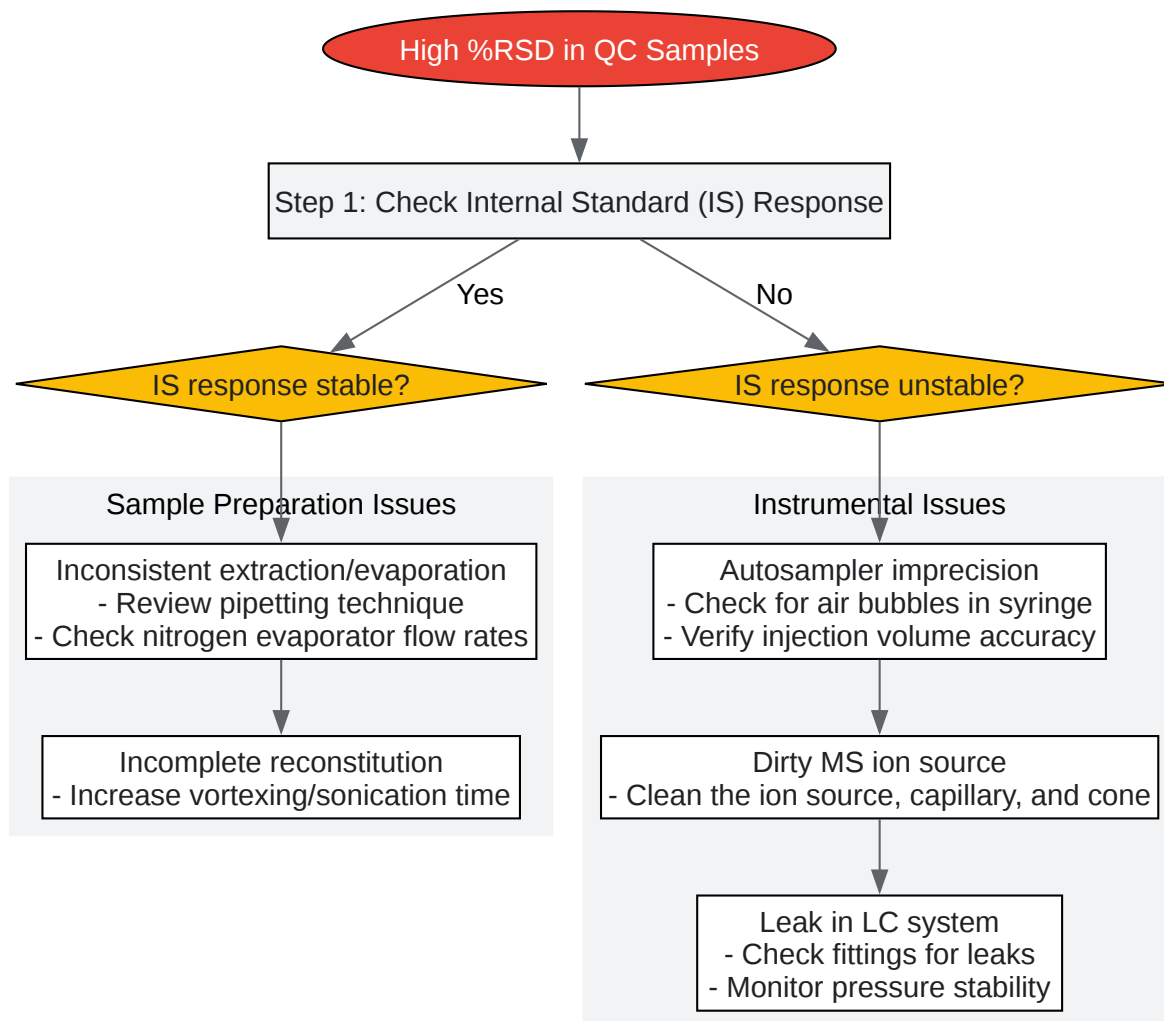 High %RSD in QC Samples
Step 1: Check Internal Standard (IS) Response
Yes
No
IS response stable?
IS response unstable?
Sample Preparation Issues
Inconsistent extraction/evaporation
- Review pipetting technique
- Check nitrogen evaporator flow rates
Incomplete reconstitution
- Increase vortexing/sonication time
Instrumental Issues
Autosampler imprecision
- Check for air bubbles in syringe
- Verify injection volume accuracy
Dirty MS ion source
- Clean the ion source, capillary, and cone
Leak in LC system
- Check fittings for leaks
- Monitor pressure stability